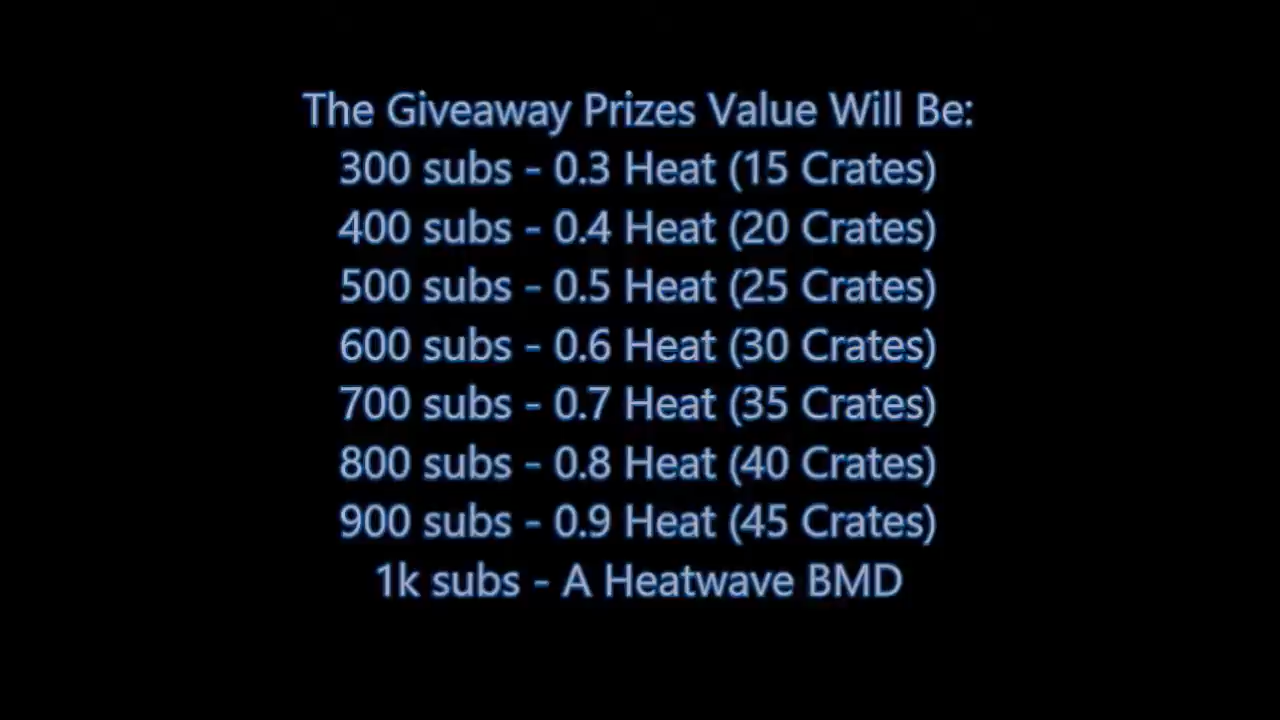 The Giveaway Prizes Value Will Be:
300 subs - 0.3 Heat (15 Crates)
400 subs - 0.4 Heat (20 Crates)
500 subs - 0.5 Heat (25 Crates)
600 subs - 0.6 Heat (30 Crates)
700 subs - 0.7 Heat (35 Crates)
800 subs - 0.8 Heat (40 Crates)
900 subs - 0.9 Heat (45 Crates)
1k subs - A Heatwave BMD